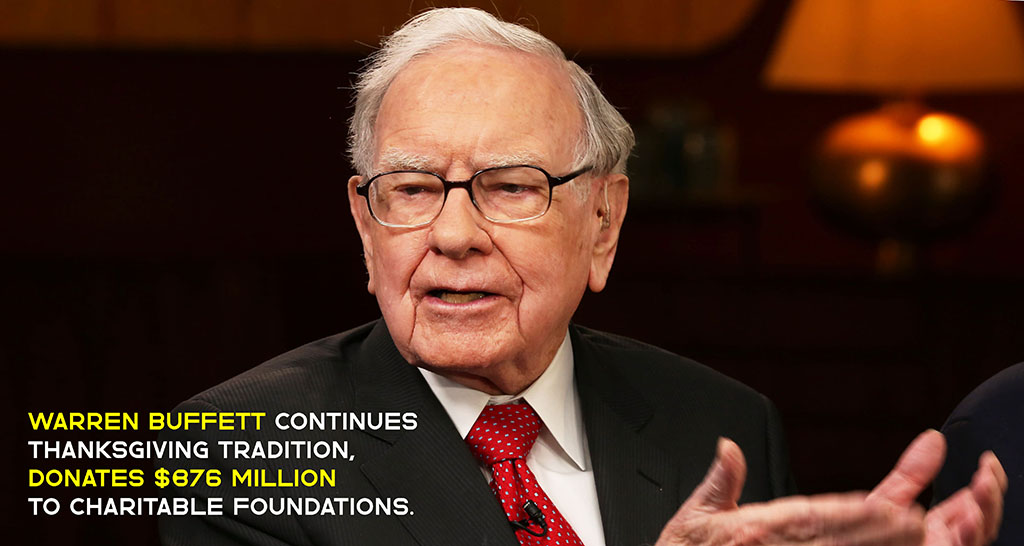 WARREN BUFFETT CONTINUES
THANKSGIVING TRADITION,
DONATES $876 MILLION
TO CHARITABLE FOUNDATIONS.